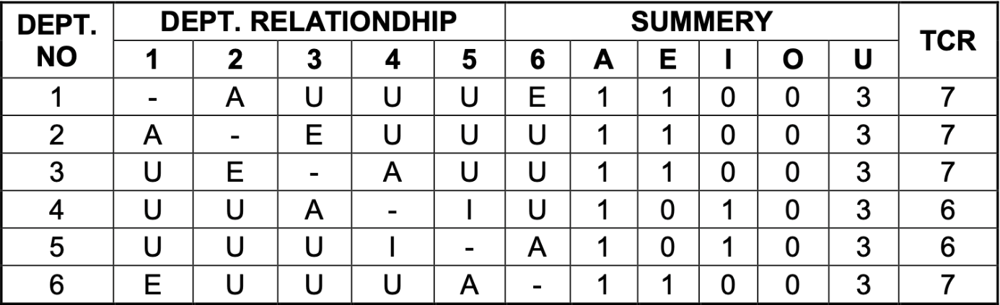 DEPT. NO DEPT. RELATIONDHIP SUMMERY TCR
1 2 3 4 5 6 A E I O U
1 - A U U U E 1 1 0 0 3 7
2 A - E U U U 1 1 0 0 3 7
3 U E - A U U 1 1 0 0 3 7
4 U U A - I U 1 0 1 0 3 6
5 U U U I - A 1 0 1 0 3 6
6 E U U U A - 1 1 0 0 3 7